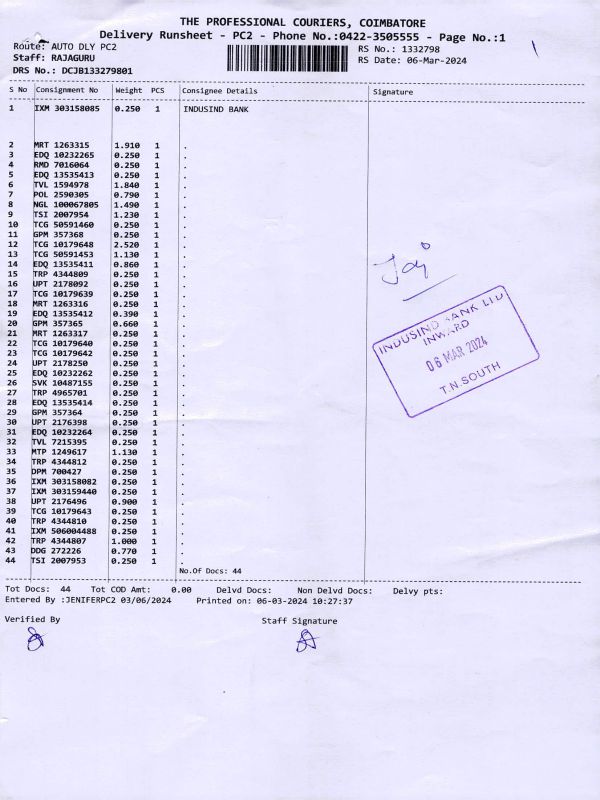 THE PROFESSIONAL COURIERS, COIMBATORE
Delivery Runsheet - PC2 - Phone No.:0422-3505555 - Page No.:1
Route: AUTO DLY PC2
RS No.: 1332798
Staff: RAJAGURU
RS Date: 06-Mar-2024
DRS No.: DCJB133279801
S No Consignment No Weight PCS Consignee Details Signature
1 IXM 303158085 0.250 1 INDUSIND BANK
2 MRT 1263315 1.910 1 .
3 EDQ 10232265 0.250 1 .
4 RMD 7016064 0.250 1 .
5 EDQ 13535413 0.250 1 .
6 TVL 1594978 1.840 1 .
7 POL 2590305 0.790 1 .
8 NGL 100067805 1.490 1 .
9 TSI 2007954 1.230 1 .
10 TCG 50591460 0.250 1 .
11 GPM 357368 0.250 1 .
12 TCG 10179648 2.520 1 .
13 TCG 50591453 1.130 1 .
14 EDQ 13535411 0.860 1 .
15 TRP 4344809 0.250 1 .
16 UPT 2178092 0.250 1 .
17 TCG 10179639 0.250 1 .
18 MRT 1263316 0.250 1 .
19 EDQ 13535412 0.390 1 .
20 GPM 357365 0.660 1 .
21 MRT 1263317 0.250 1 .
22 TCG 10179640 0.250 1 .
23 TCG 10179642 0.250 1 .
24 UPT 2178250 0.250 1 .
25 EDQ 10232262 0.250 1 .
26 SVK 10487155 0.250 1 .
27 TRP 4965701 0.250 1 .
28 EDQ 13535414 0.250 1 .
29 GPM 357364 0.250 1 .
30 UPT 2176398 0.250 1 .
31 EDQ 10232264 0.250 1 .
32 TVL 7215395 0.250 1 .
33 MTP 1249617 1.130 1 .
34 TRP 4344812 0.250 1 .
35 DPM 700427 0.250 1 .
36 IXM 303158082 0.250 1 .
37 IXM 303159440 0.250 1 .
38 UPT 2176496 0.900 1 .
39 TCG 10179643 0.250 1 .
40 TRP 4344810 0.250 1 .
41 IXM 506004488 0.250 1 .
42 TRP 4344807 1.000 1 .
43 DDG 272226 0.770 1 .
44 TSI 2007953 0.250 1 .
INDUSIND BANK LTD
INWARD
06 MAR 2024
T.N.SOUTH
No.Of Docs: 44
Tot Docs: 44 Tot COD Amt: 0.00 Delvd Docs: Non Delvd Docs: Delvy pts:
Entered By :JENIFERPC2 03/06/2024 Printed on: 06-03-2024 10:27:37
Verified By Staff Signature